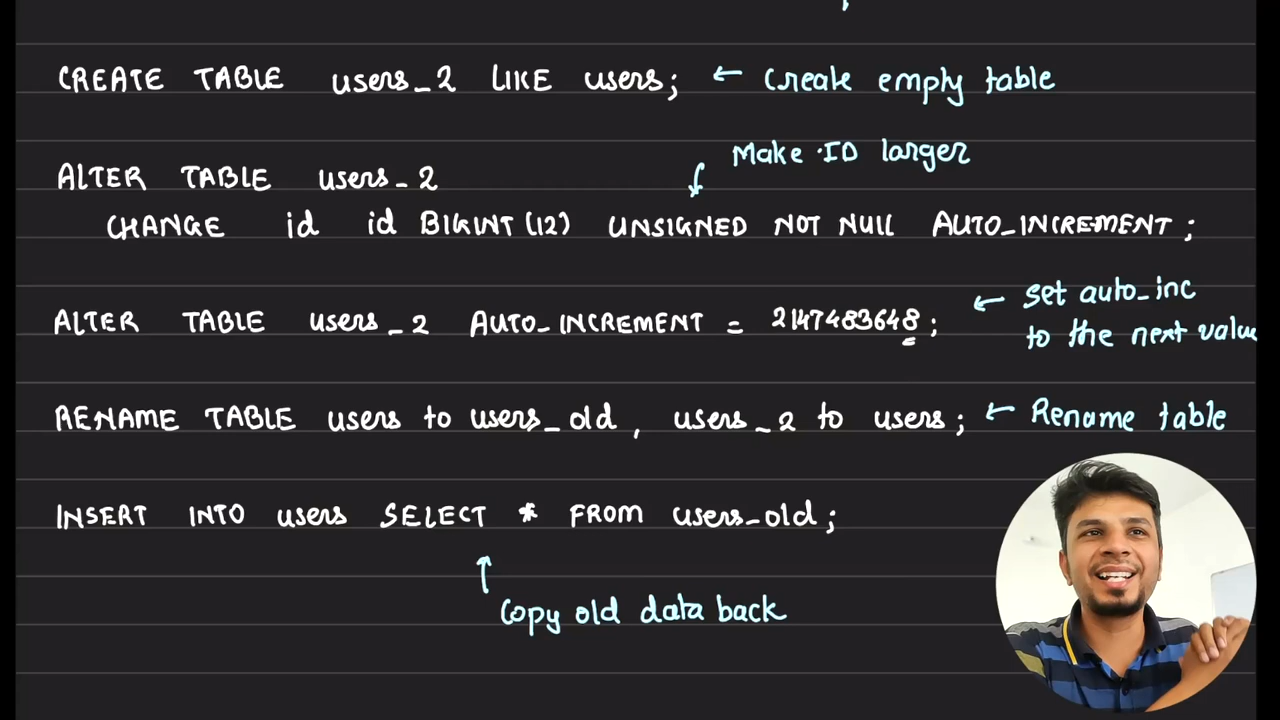 CREATE TABLE users_2 LIKE users; ← Create empty table
Make ID larger
ALTER TABLE users_2
CHANGE id id BIGINT (12) UNSIGNED NOT NULL AUTO_INCREMENT;
ALTER TABLE users_2 AUTO_INCREMENT = 2147483648; ← Set auto_inc
to the next value
RENAME TABLE users to users_old, users_2 to users; ← Rename table
INSERT INTO users SELECT * FROM users_old;
Copy old data back